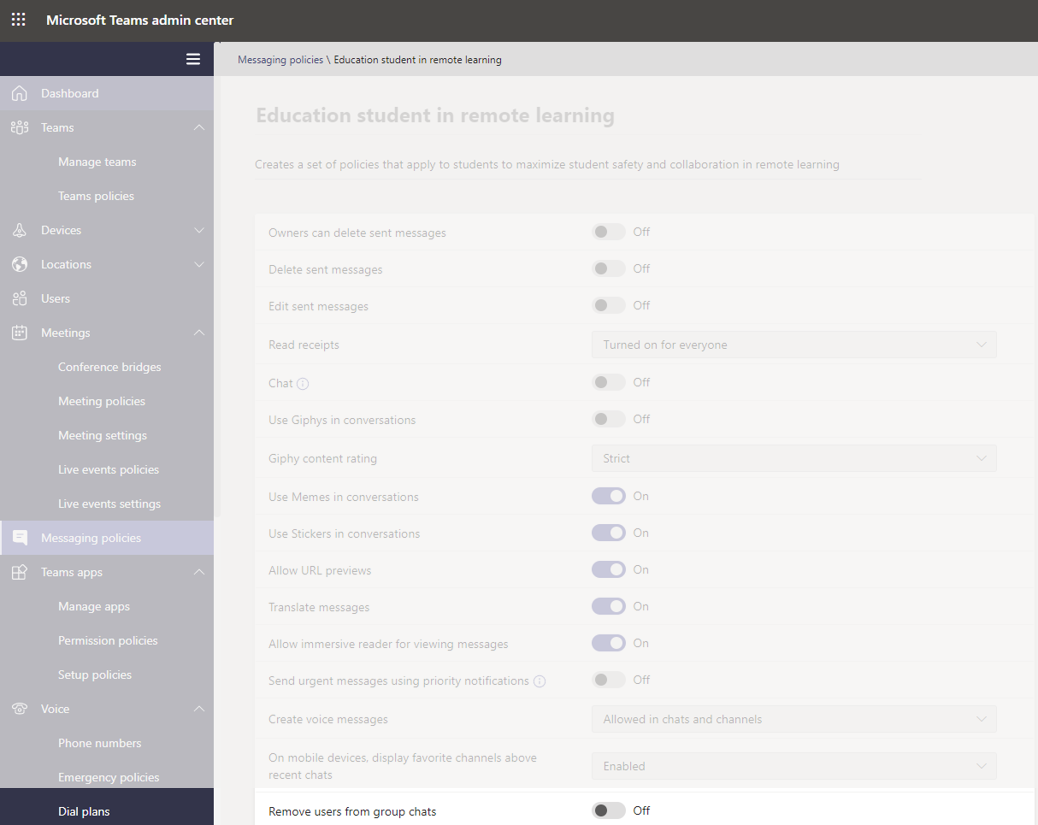 Microsoft Teams admin center
Messaging policies \ Education student in remote learning
Dashboard
Teams
Manage teams
Teams policies
Devices
Locations
Users
Meetings
Conference bridges
Meeting policies
Meeting settings
Live events policies
Live events settings
Messaging policies
Teams apps
Manage apps
Permission policies
Setup policies
Voice
Phone numbers
Emergency policies
Dial plans
Education student in remote learning
Creates a set of policies that apply to students to maximize student safety and collaboration in remote learning
Owners can delete sent messages Off
Delete sent messages Off
Edit sent messages Off
Read receipts Turned on for everyone
Chat Off
Use Giphys in conversations Off
Giphy content rating Strict
Use Memes in conversations On
Use Stickers in conversations On
Allow URL previews On
Translate messages On
Allow immersive reader for viewing messages On
Send urgent messages using priority notifications Off
Create voice messages Allowed in chats and channels
On mobile devices, display favorite channels above
recent chats Enabled
Remove users from group chats Off